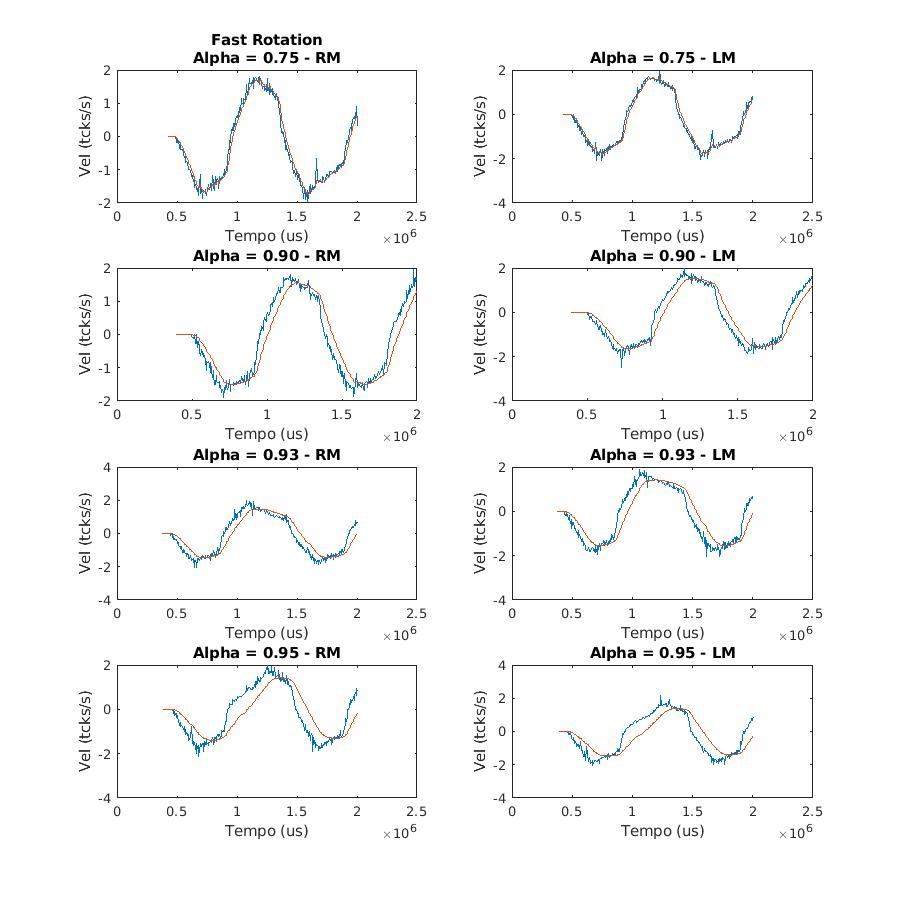 Fast Rotation
Alpha = 0.75 - RM
2
1
0
-1
-2
Vel (tcks/s)
0 0.5 1 1.5 2 2.5
Tempo (us) ×10^6
Alpha = 0.75 - LM
2
0
-2
-4
Vel (tcks/s)
0 0.5 1 1.5 2 2.5
Tempo (us) ×10^6
Alpha = 0.90 - RM
2
1
0
-1
-2
Vel (tcks/s)
0 0.5 1 1.5 2
Tempo (us) ×10^6
Alpha = 0.90 - LM
2
0
-2
-4
Vel (tcks/s)
0 0.5 1 1.5 2
Tempo (us) ×10^6
Alpha = 0.93 - RM
4
2
0
-2
-4
Vel (tcks/s)
0 0.5 1 1.5 2 2.5
Tempo (us) ×10^6
Alpha = 0.93 - LM
2
0
-2
-4
Vel (tcks/s)
0 0.5 1 1.5 2 2.5
Tempo (us) ×10^6
Alpha = 0.95 - RM
2
0
-2
-4
Vel (tcks/s)
0 0.5 1 1.5 2 2.5
Tempo (us) ×10^6
Alpha = 0.95 - LM
4
2
0
-2
-4
Vel (tcks/s)
0 0.5 1 1.5 2 2.5
Tempo (us) ×10^6